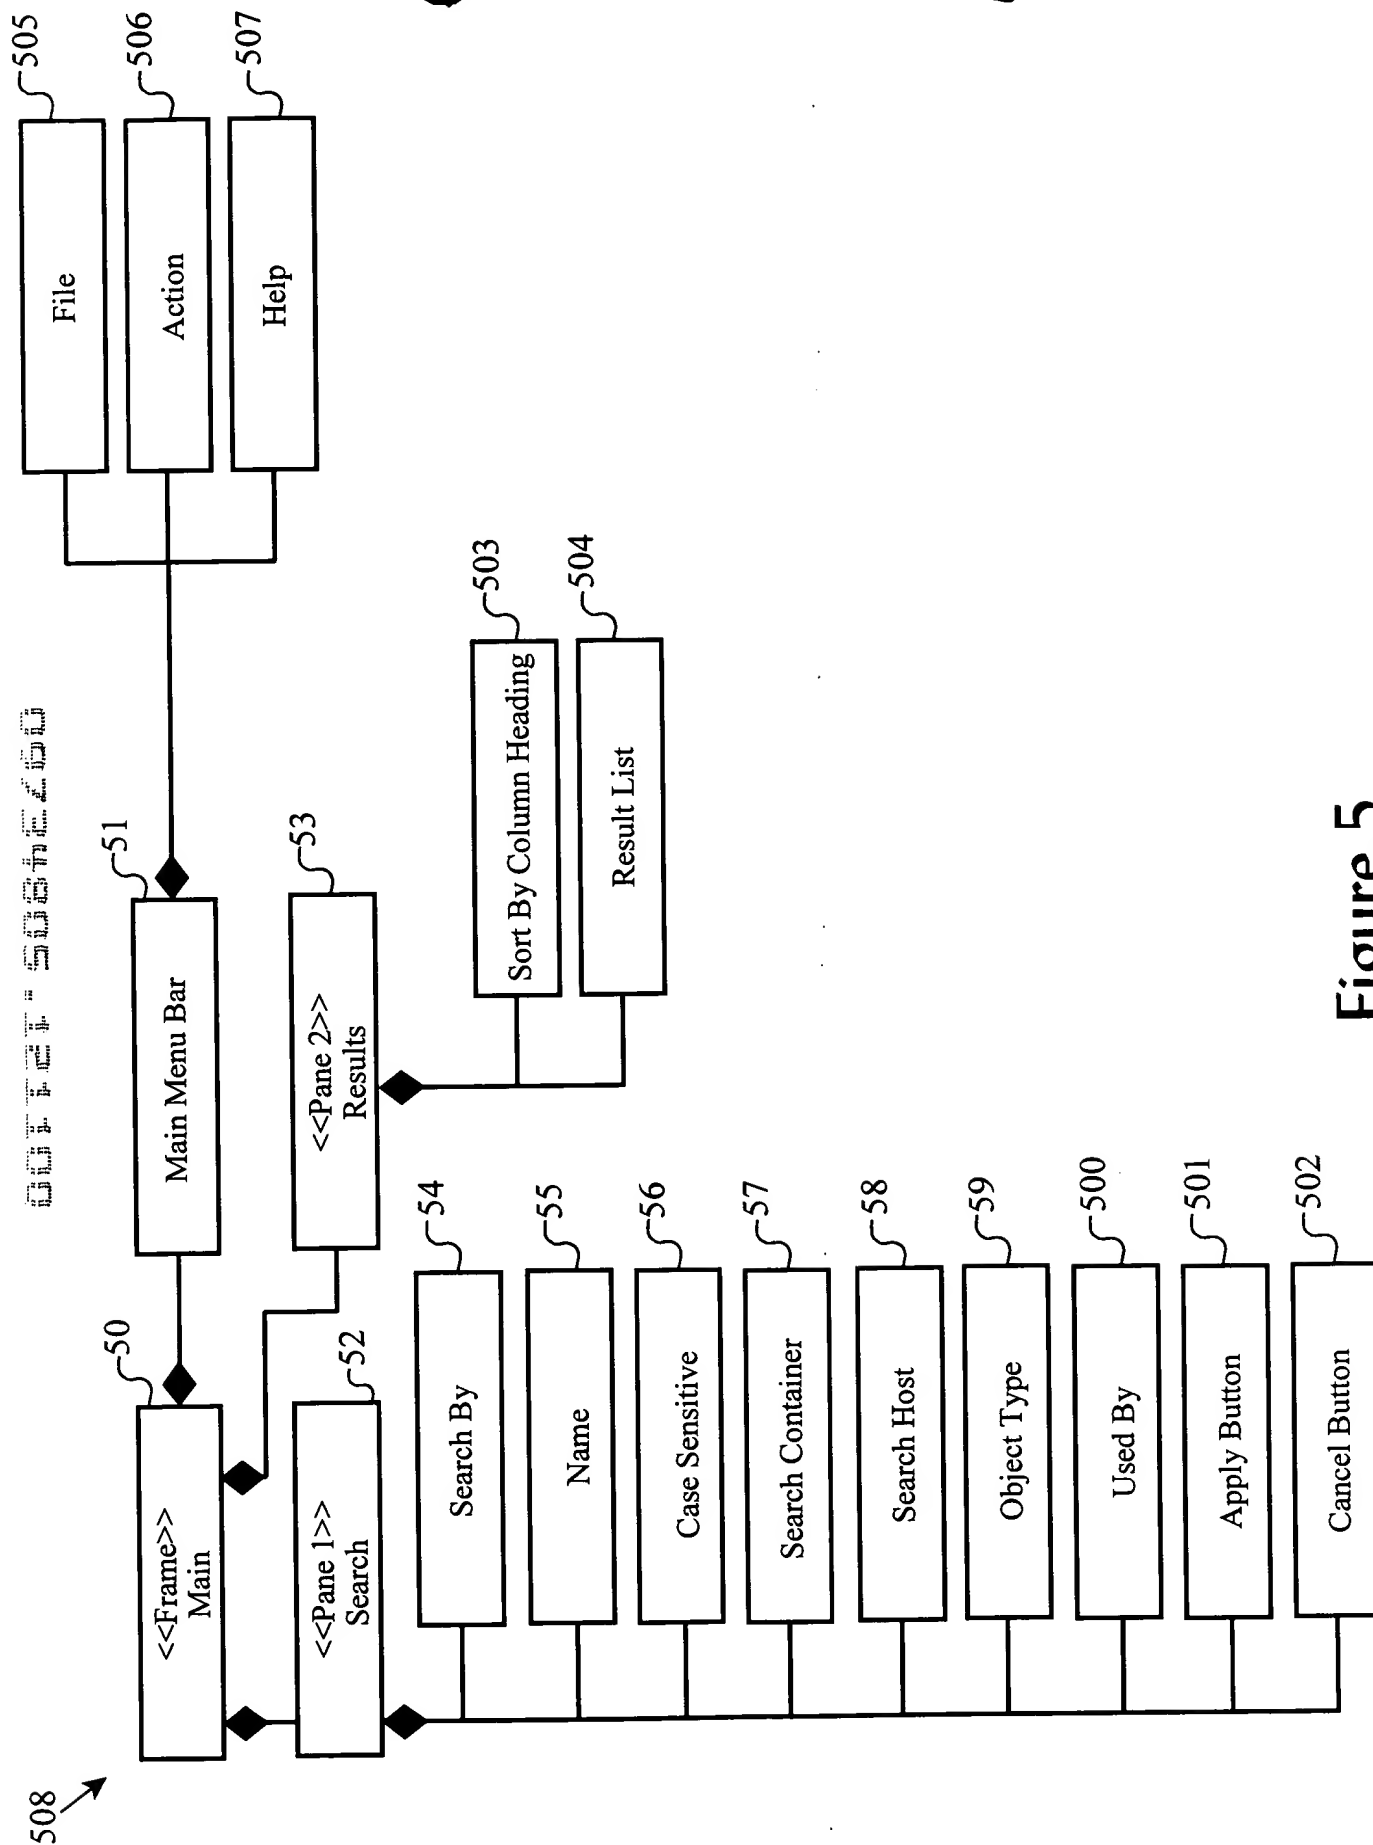 508
<<Frame>>
Main
50
Main Menu Bar
51
File
505
Action
506
Help
507
<<Pane 1>>
Search
52
<<Pane 2>>
Results
53
Sort By Column Heading
503
Result List
504
Search By
54
Name
55
Case Sensitive
56
Search Container
57
Search Host
58
Object Type
59
Used By
500
Apply Button
501
Cancel Button
502
Figure 5